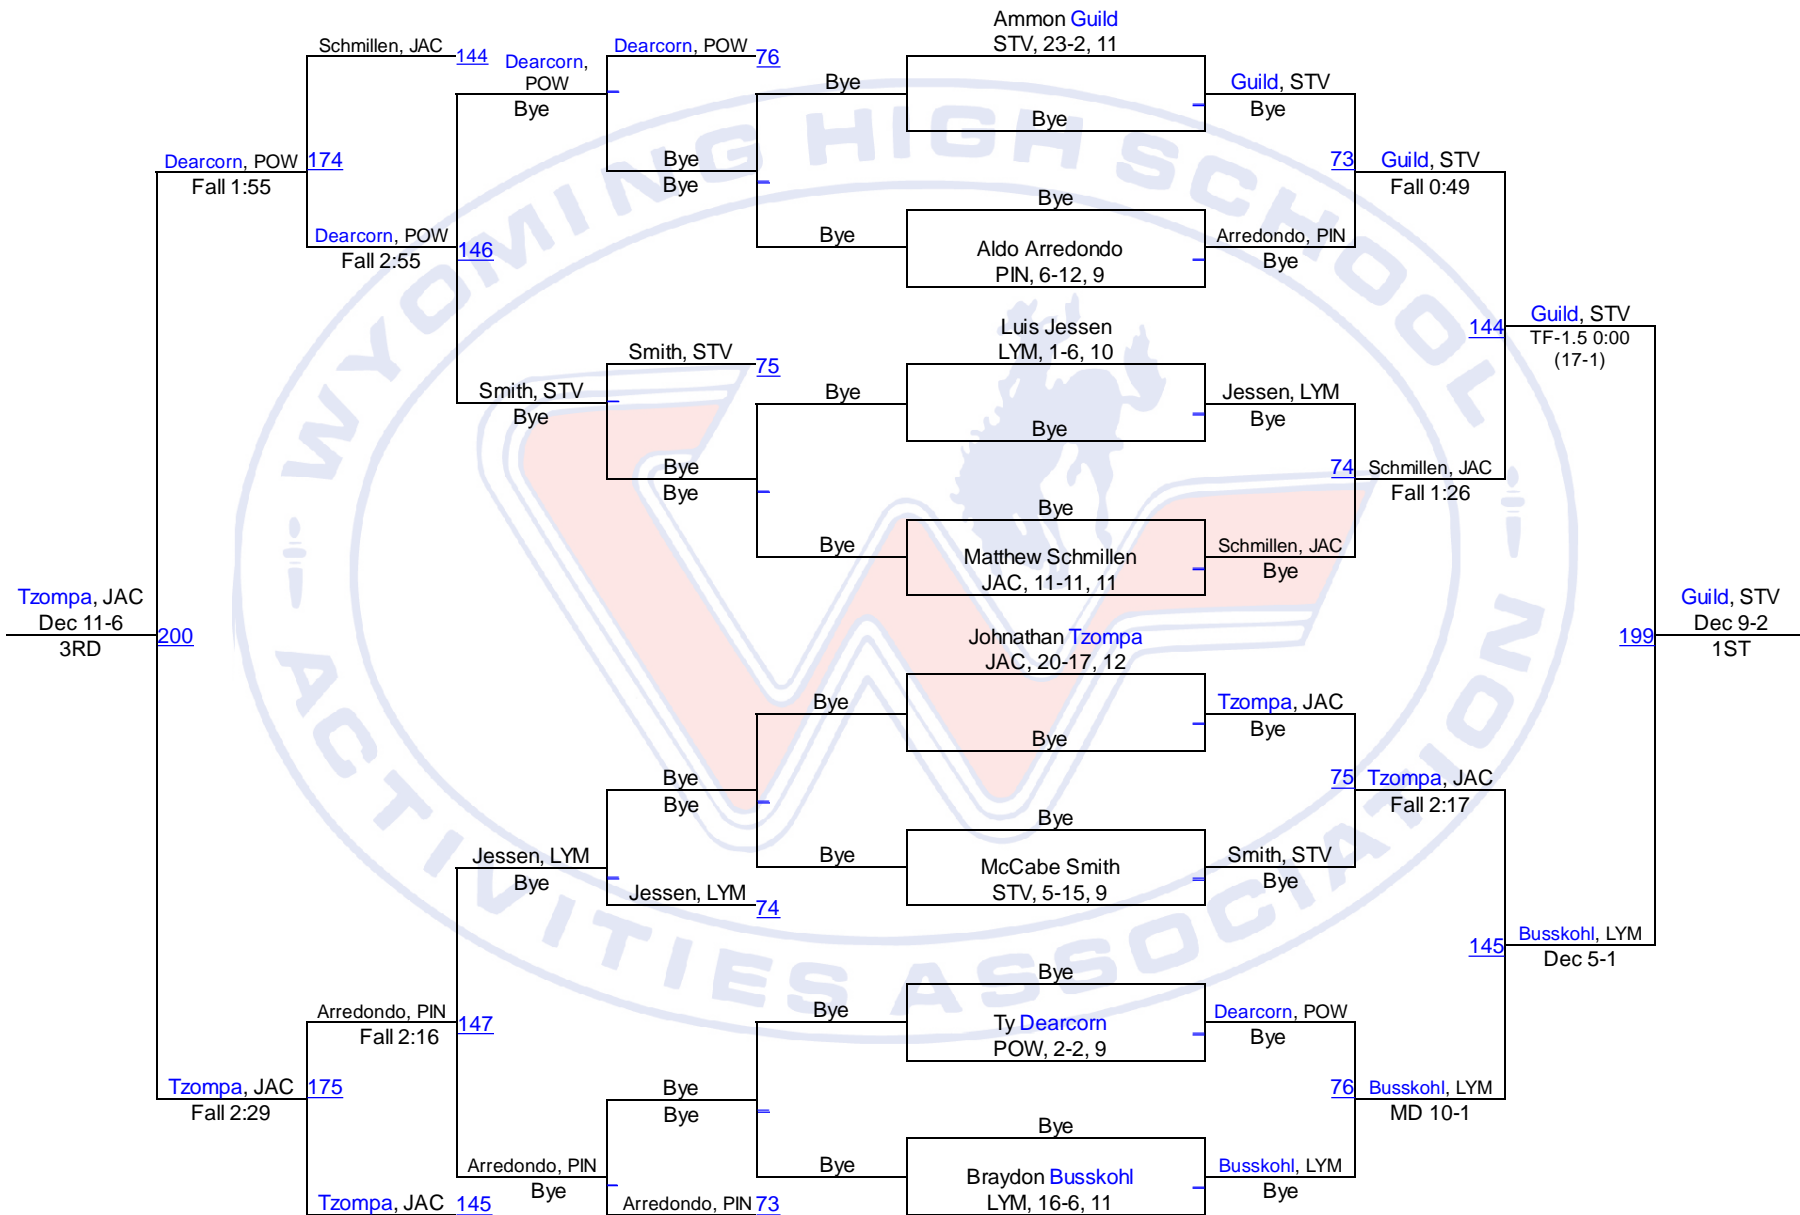 Schmillen, JAC
144
Dearcorn, POW
174
Fall 1:55
Dearcorn, POW
146
Fall 2:55
Dearcorn,
POW
Bye
Dearcorn, POW
76
Bye
Bye
Smith, STV
Bye
Smith, STV
75
Bye
Bye
Tzompa, JAC
Dec 11-6
3RD
200
Jessen, LYM
Bye
Bye
Bye
Jessen, LYM
74
Arredondo, PIN
147
Fall 2:16
Tzompa, JAC
175
Fall 2:29
Tzompa, JAC
145
Arredondo, PIN
Bye
Bye
Bye
Arredondo, PIN
73
Bye
Bye
Bye
Bye
Bye
Bye
Bye
Bye
Ammon Guild
STV, 23-2, 11
Bye
Bye
Aldo Arredondo
PIN, 6-12, 9
Luis Jessen
LYM, 1-6, 10
Bye
Bye
Matthew Schmillen
JAC, 11-11, 11
Johnathan Tzompa
JAC, 20-17, 12
Bye
Bye
McCabe Smith
STV, 5-15, 9
Bye
Ty Dearcorn
POW, 2-2, 9
Bye
Braydon Busskohl
LYM, 16-6, 11
Guild, STV
Bye
73
Arredondo, PIN
Bye
Jessen, LYM
Bye
74
Schmillen, JAC
Bye
Tzompa, JAC
Bye
75
Smith, STV
Bye
Dearcorn, POW
Bye
76
Busskohl, LYM
Bye
Guild, STV
Fall 0:49
144
Schmillen, JAC
Fall 1:26
Tzompa, JAC
Fall 2:17
145
Busskohl, LYM
MD 10-1
Guild, STV
TF-1.5 0:00
(17-1)
199
Busskohl, LYM
Dec 5-1
Guild, STV
Dec 9-2
1ST
WYOMING HIGH SCHOOL
ACTIVITIES ASSOCIATION